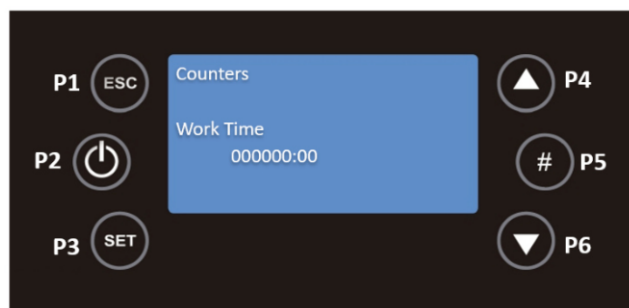 P1 ESC
Counters
P4
Work Time
P2
000000:00
# P5
P3 SET
P6